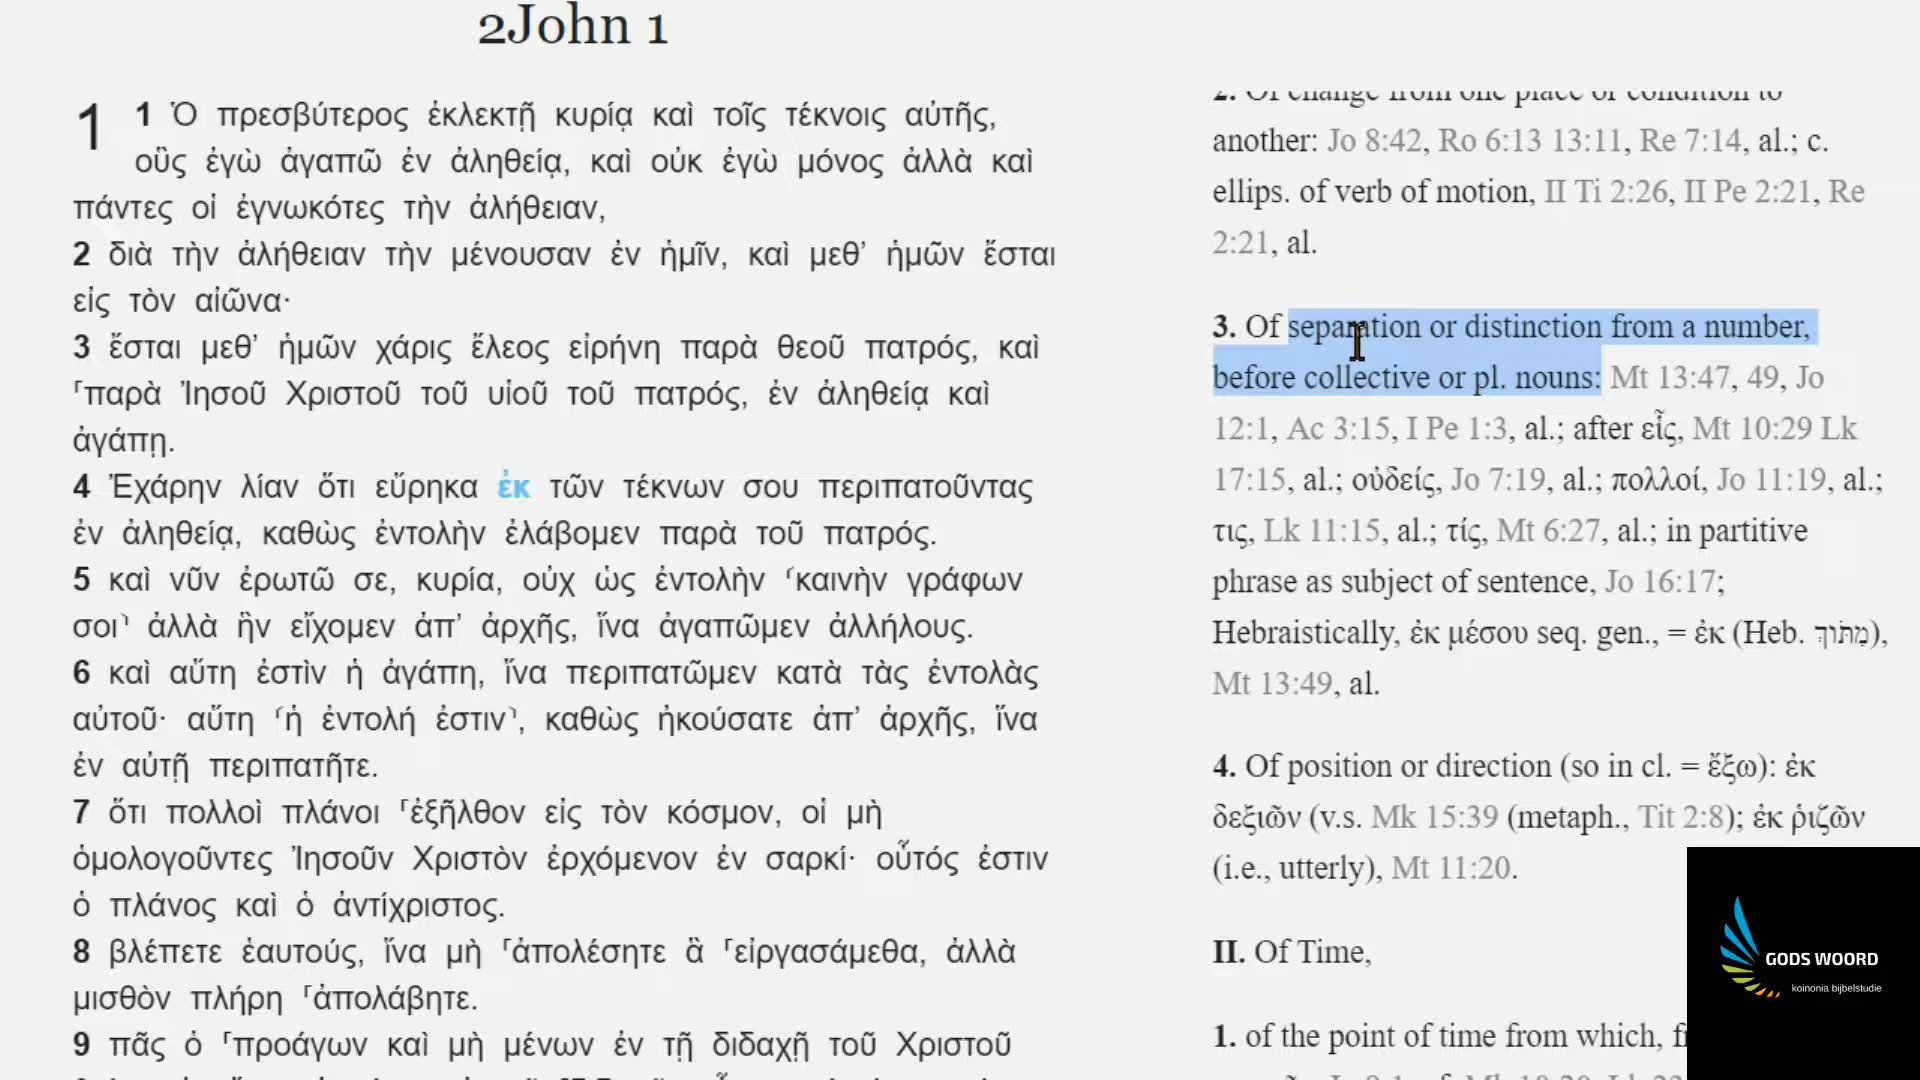 2John 1
1 1 Ὁ πρεσβύτερος ἐκλεκτῇ κυρίᾳ καὶ τοῖς τέκνοις αὐτῆς,
οὓς ἐγὼ ἀγαπῶ ἐν ἀληθείᾳ, καὶ οὐκ ἐγὼ μόνος ἀλλὰ καὶ
πάντες οἱ ἐγνωκότες τὴν ἀλήθειαν,
2 διὰ τὴν ἀλήθειαν τὴν μένουσαν ἐν ἡμῖν, καὶ μεθ’ ἡμῶν ἔσται
εἰς τὸν αἰῶνα·
3 ἔσται μεθ’ ἡμῶν χάρις ἔλεος εἰρήνη παρὰ θεοῦ πατρός, καὶ
⸀παρὰ Ἰησοῦ Χριστοῦ τοῦ υἱοῦ τοῦ πατρός, ἐν ἀληθείᾳ καὶ
ἀγάπῃ.
4 Ἐχάρην λίαν ὅτι εὕρηκα ἐκ τῶν τέκνων σου περιπατοῦντας
ἐν ἀληθείᾳ, καθὼς ἐντολὴν ἐλάβομεν παρὰ τοῦ πατρός.
5 καὶ νῦν ἐρωτῶ σε, κυρία, οὐχ ὡς ἐντολὴν ⸂καινὴν γράφων
σοι⸃ ἀλλὰ ἣν εἴχομεν ἀπ’ ἀρχῆς, ἵνα ἀγαπῶμεν ἀλλήλους.
6 καὶ αὕτη ἐστὶν ἡ ἀγάπη, ἵνα περιπατῶμεν κατὰ τὰς ἐντολὰς
αὐτοῦ· αὕτη ⸂ἡ ἐντολή ἐστιν⸃, καθὼς ἠκούσατε ἀπ’ ἀρχῆς, ἵνα
ἐν αὐτῇ περιπατῆτε.
7 ὅτι πολλοὶ πλάνοι ⸀ἐξῆλθον εἰς τὸν κόσμον, οἱ μὴ
ὁμολογοῦντες Ἰησοῦν Χριστὸν ἐρχόμενον ἐν σαρκί· οὗτός ἐστιν
ὁ πλάνος καὶ ὁ ἀντίχριστος.
8 βλέπετε ἑαυτούς, ἵνα μὴ ⸀ἀπολέσητε ἃ ⸀εἰργασάμεθα, ἀλλὰ
μισθὸν πλήρη ⸀ἀπολάβητε.
9 πᾶς ὁ ⸀προάγων καὶ μὴ μένων ἐν τῇ διδαχῇ τοῦ Χριστοῦ
2. Of change from one place or condition to
another: Jo 8:42, Ro 6:13 13:11, Re 7:14, al.; c.
ellips. of verb of motion, II Ti 2:26, II Pe 2:21, Re
2:21, al.
3. Of separation or distinction from a number,
before collective or pl. nouns: Mt 13:47, 49, Jo
12:1, Ac 3:15, I Pe 1:3, al.; after εἷς, Mt 10:29 Lk
17:15, al.; οὐδείς, Jo 7:19, al.; πολλοί, Jo 11:19, al.;
τις, Lk 11:15, al.; τίς, Mt 6:27, al.; in partitive
phrase as subject of sentence, Jo 16:17;
Hebraistically, ἐκ μέσου seq. gen., = ἐκ (Heb. מִתּוֹךְ),
Mt 13:49, al.
4. Of position or direction (so in cl. = ἔξω): ἐκ
δεξιῶν (v.s. Mk 15:39 (metaph., Tit 2:8); ἐκ ῥιζῶν
(i.e., utterly), Mt 11:20.
II. Of Time,
1. of the point of time from which,
GODS WOORD
koinonia bijbelstudie